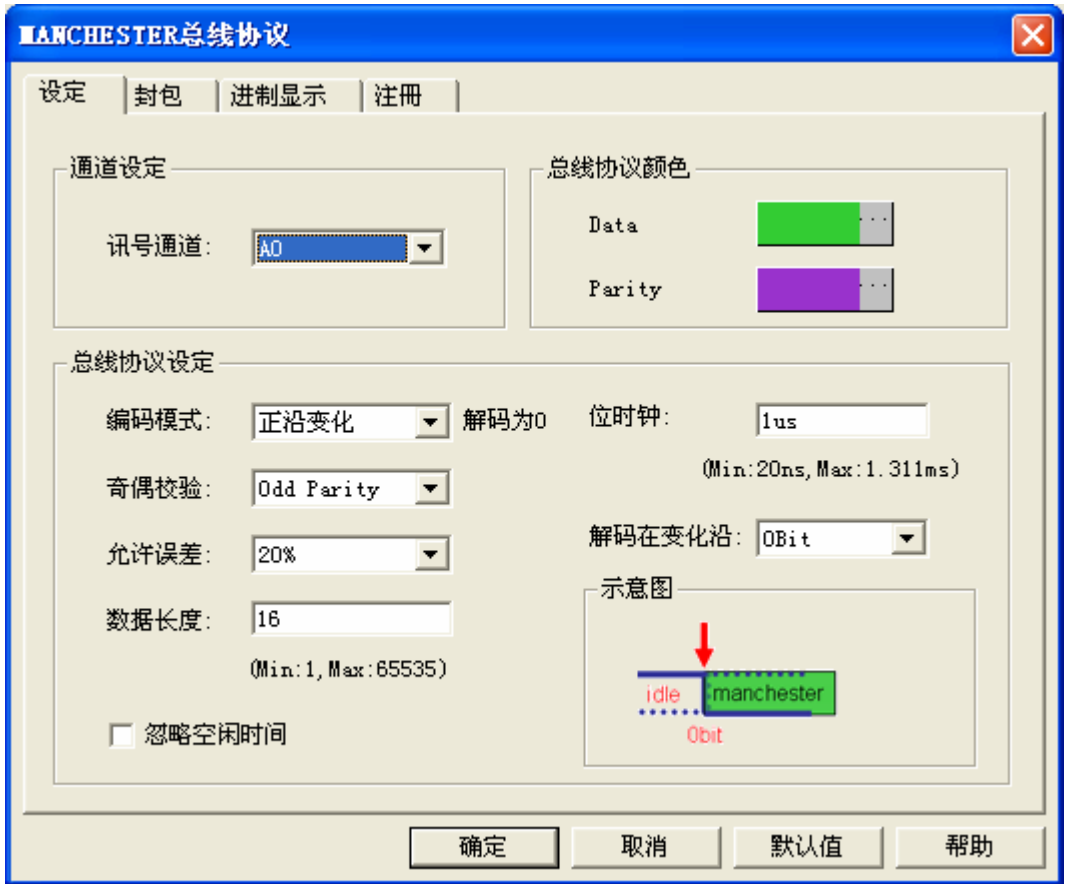 MANCHESTER总线协议
设定 封包 进制显示 注冊
通道设定
讯号通道: A0
总线协议颜色
Data ...
Parity ...
总线协议设定
编码模式: 正沿变化 解码为0
奇偶校验: Odd Parity
允许误差: 20%
数据长度: 16
(Min:1,Max:65535)
忽略空闲时间
位时钟: 1us
(Min:20ns,Max:1.311ms)
解码在变化沿: 0Bit
示意图
idle manchester
0bit
确定 取消 默认值 帮助